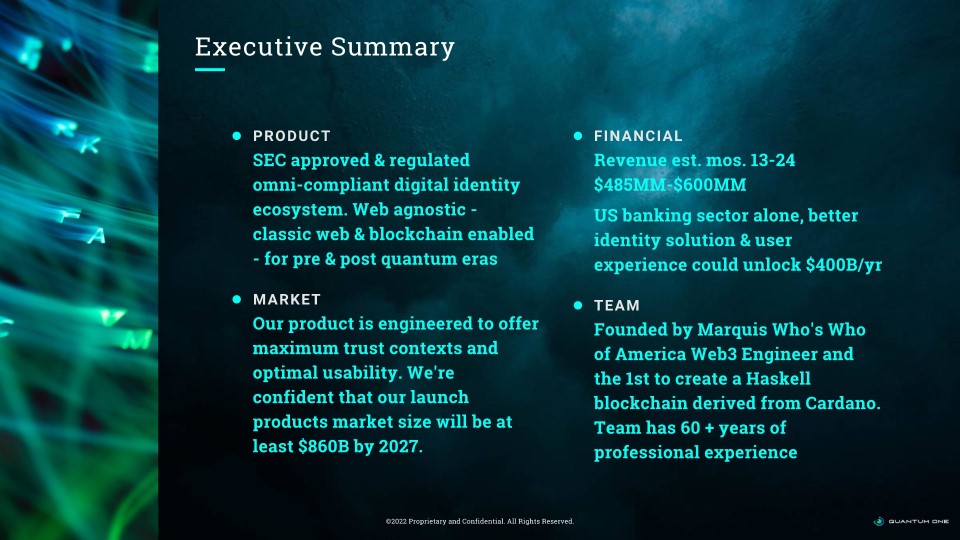 Executive Summary
PRODUCT
SEC approved & regulated
omni-compliant digital identity
ecosystem. Web agnostic -
classic web & blockchain enabled
- for pre & post quantum eras
MARKET
Our product is engineered to offer
maximum trust contexts and
optimal usability. We're
confident that our launch
products market size will be at
least $860B by 2027.
FINANCIAL
Revenue est. mos. 13-24
$485MM-$600MM
US banking sector alone, better
identity solution & user
experience could unlock $400B/yr
TEAM
Founded by Marquis Who's Who
of America Web3 Engineer and
the 1st to create a Haskell
blockchain derived from Cardano.
Team has 60 + years of
professional experience
©2022 Proprietary and Confidential. All Rights Reserved.
QUANTUM ONE